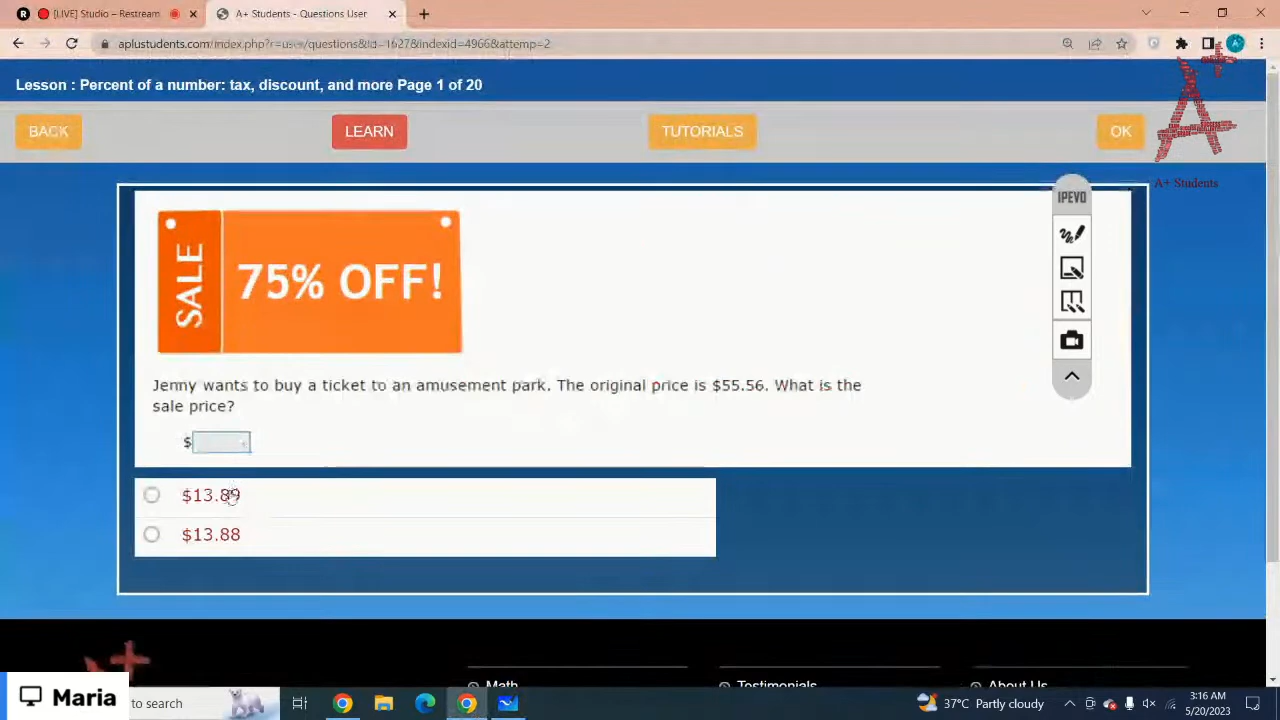 [LIVE] Studio – Restream
A+ Students - Questions User
aplustudents.com/index.php?r=user/questions&id=1627&indexid=4966&attemp=2
Lesson : Percent of a number: tax, discount, and more Page 1 of 20
BACK
LEARN
TUTORIALS
OK
A+ Students
IPEVO
SALE
75% OFF!
Jenny wants to buy a ticket to an amusement park. The original price is $55.56. What is the
sale price?
$
$13.89
$13.88
Math
Testimonials
About Us
Maria
to search
37°C Partly cloudy
3:16 AM
5/20/2023